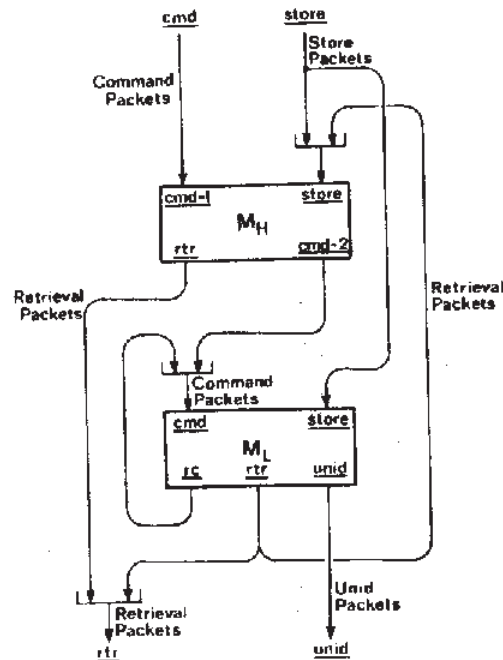 cmd store
Store
Packets
Command
Packets
cmd-1 store
M_H
rtr cmd-2
Retrieval
Packets
Retrieval
Packets
Command
Packets
cmd store
M_L
rc rtr unid
Unid
Packets
Retrieval
Packets
rtr unid